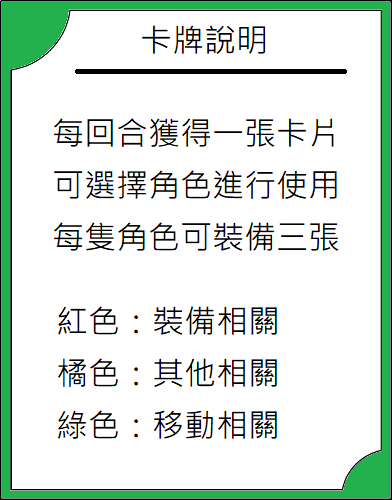 卡牌說明
每回合獲得一張卡片
可選擇角色進行使用
每隻角色可裝備三張
紅色：裝備相關
橘色：其他相關
綠色：移動相關